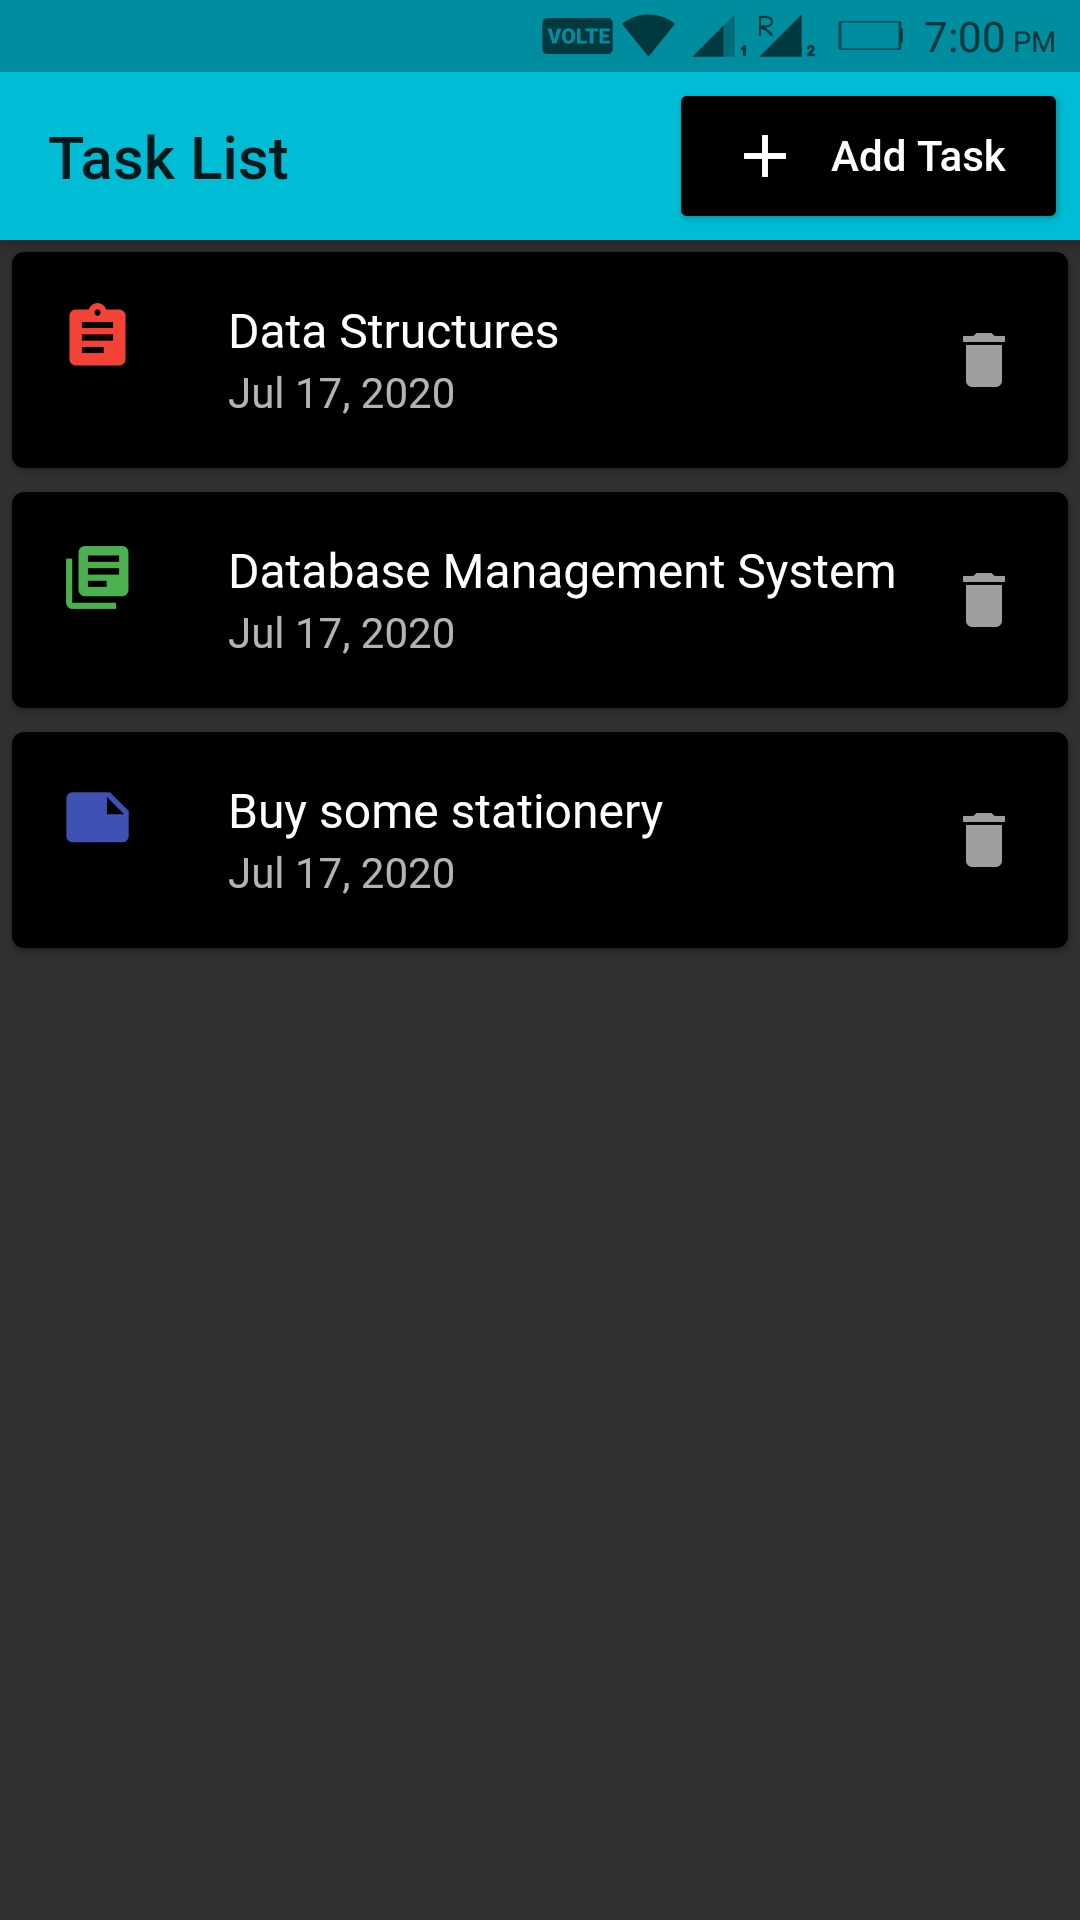 VOLTE 1 R 2 7:00 PM
Task List
Add Task
Data Structures
Jul 17, 2020
Database Management System
Jul 17, 2020
Buy some stationery
Jul 17, 2020